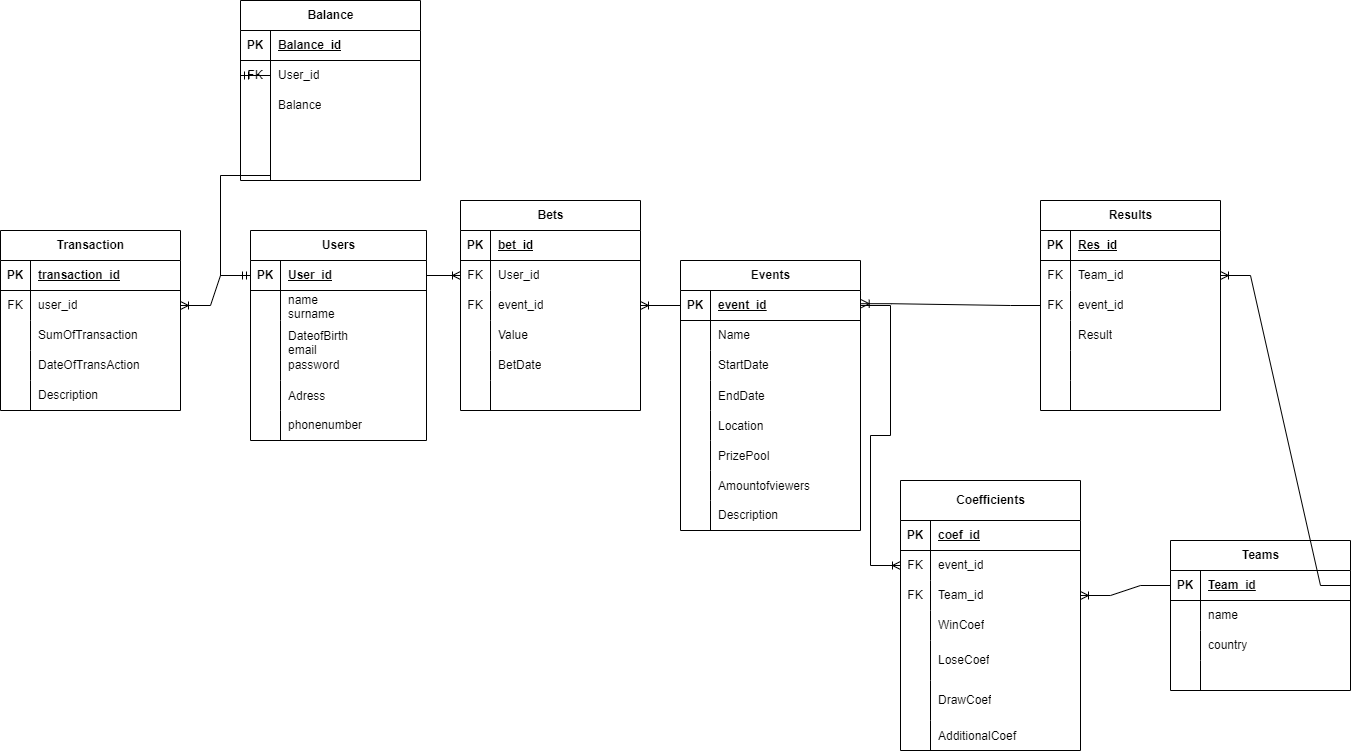 Balance
PK Balance_id
FK User_id
Balance
Transaction
PK transaction_id
FK user_id
SumOfTransaction
DateOfTransAction
Description
Users
PK User_id
name
surname
DateofBirth
email
password
Adress
phonenumber
Bets
PK bet_id
FK User_id
FK event_id
Value
BetDate
Events
PK event_id
Name
StartDate
EndDate
Location
PrizePool
Amountofviewers
Description
Results
PK Res_id
FK Team_id
FK event_id
Result
Coefficients
PK coef_id
FK event_id
FK Team_id
WinCoef
LoseCoef
DrawCoef
AdditionalCoef
Teams
PK Team_id
name
country